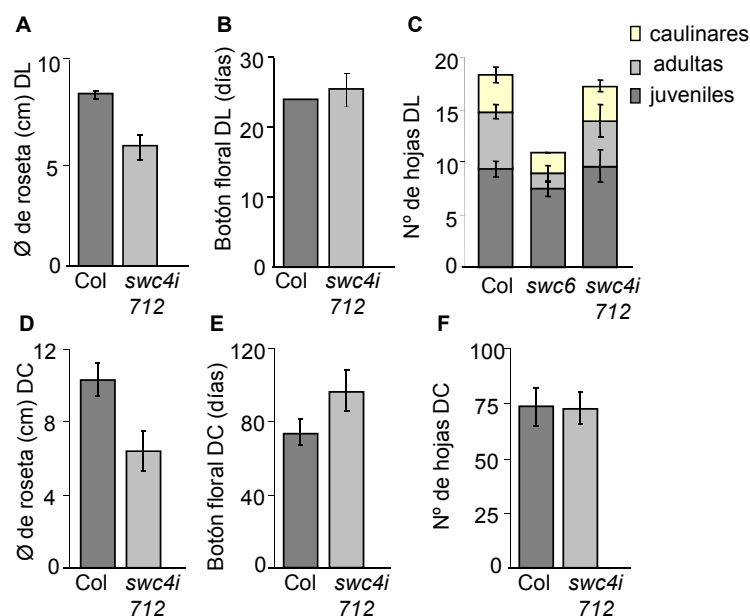 A
Ø de roseta (cm) DL
10
5
0
Col
swc4i
712
B
Botón floral DL (días)
30
20
10
0
Col
swc4i
712
C
Nº de hojas DL
20
15
10
5
0
Col
swc6
swc4i
712
caulinares
adultas
juveniles
D
Ø de roseta (cm) DC
12
8
4
0
Col
swc4i
712
E
Botón floral DC (días)
120
80
40
0
Col
swc4i
712
F
Nº de hojas DC
100
75
50
25
0
Col
swc4i
712